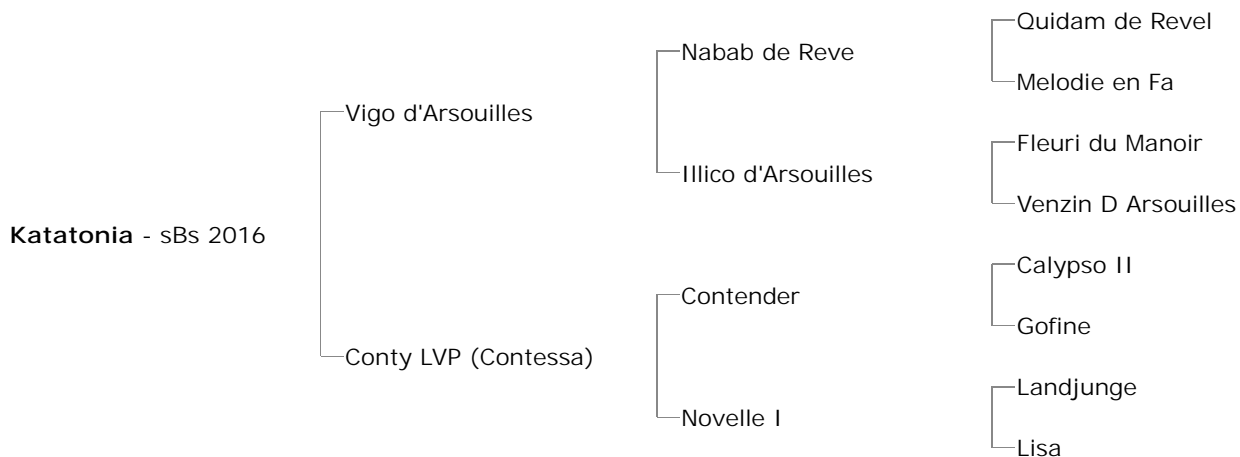 Quidam de Revel
Nabab de Reve
Melodie en Fa
Vigo d'Arsouilles
Fleuri du Manoir
Illico d'Arsouilles
Venzin D Arsouilles
Katatonia - sBs 2016
Calypso II
Contender
Gofine
Conty LVP (Contessa)
Landjunge
Novelle I
Lisa